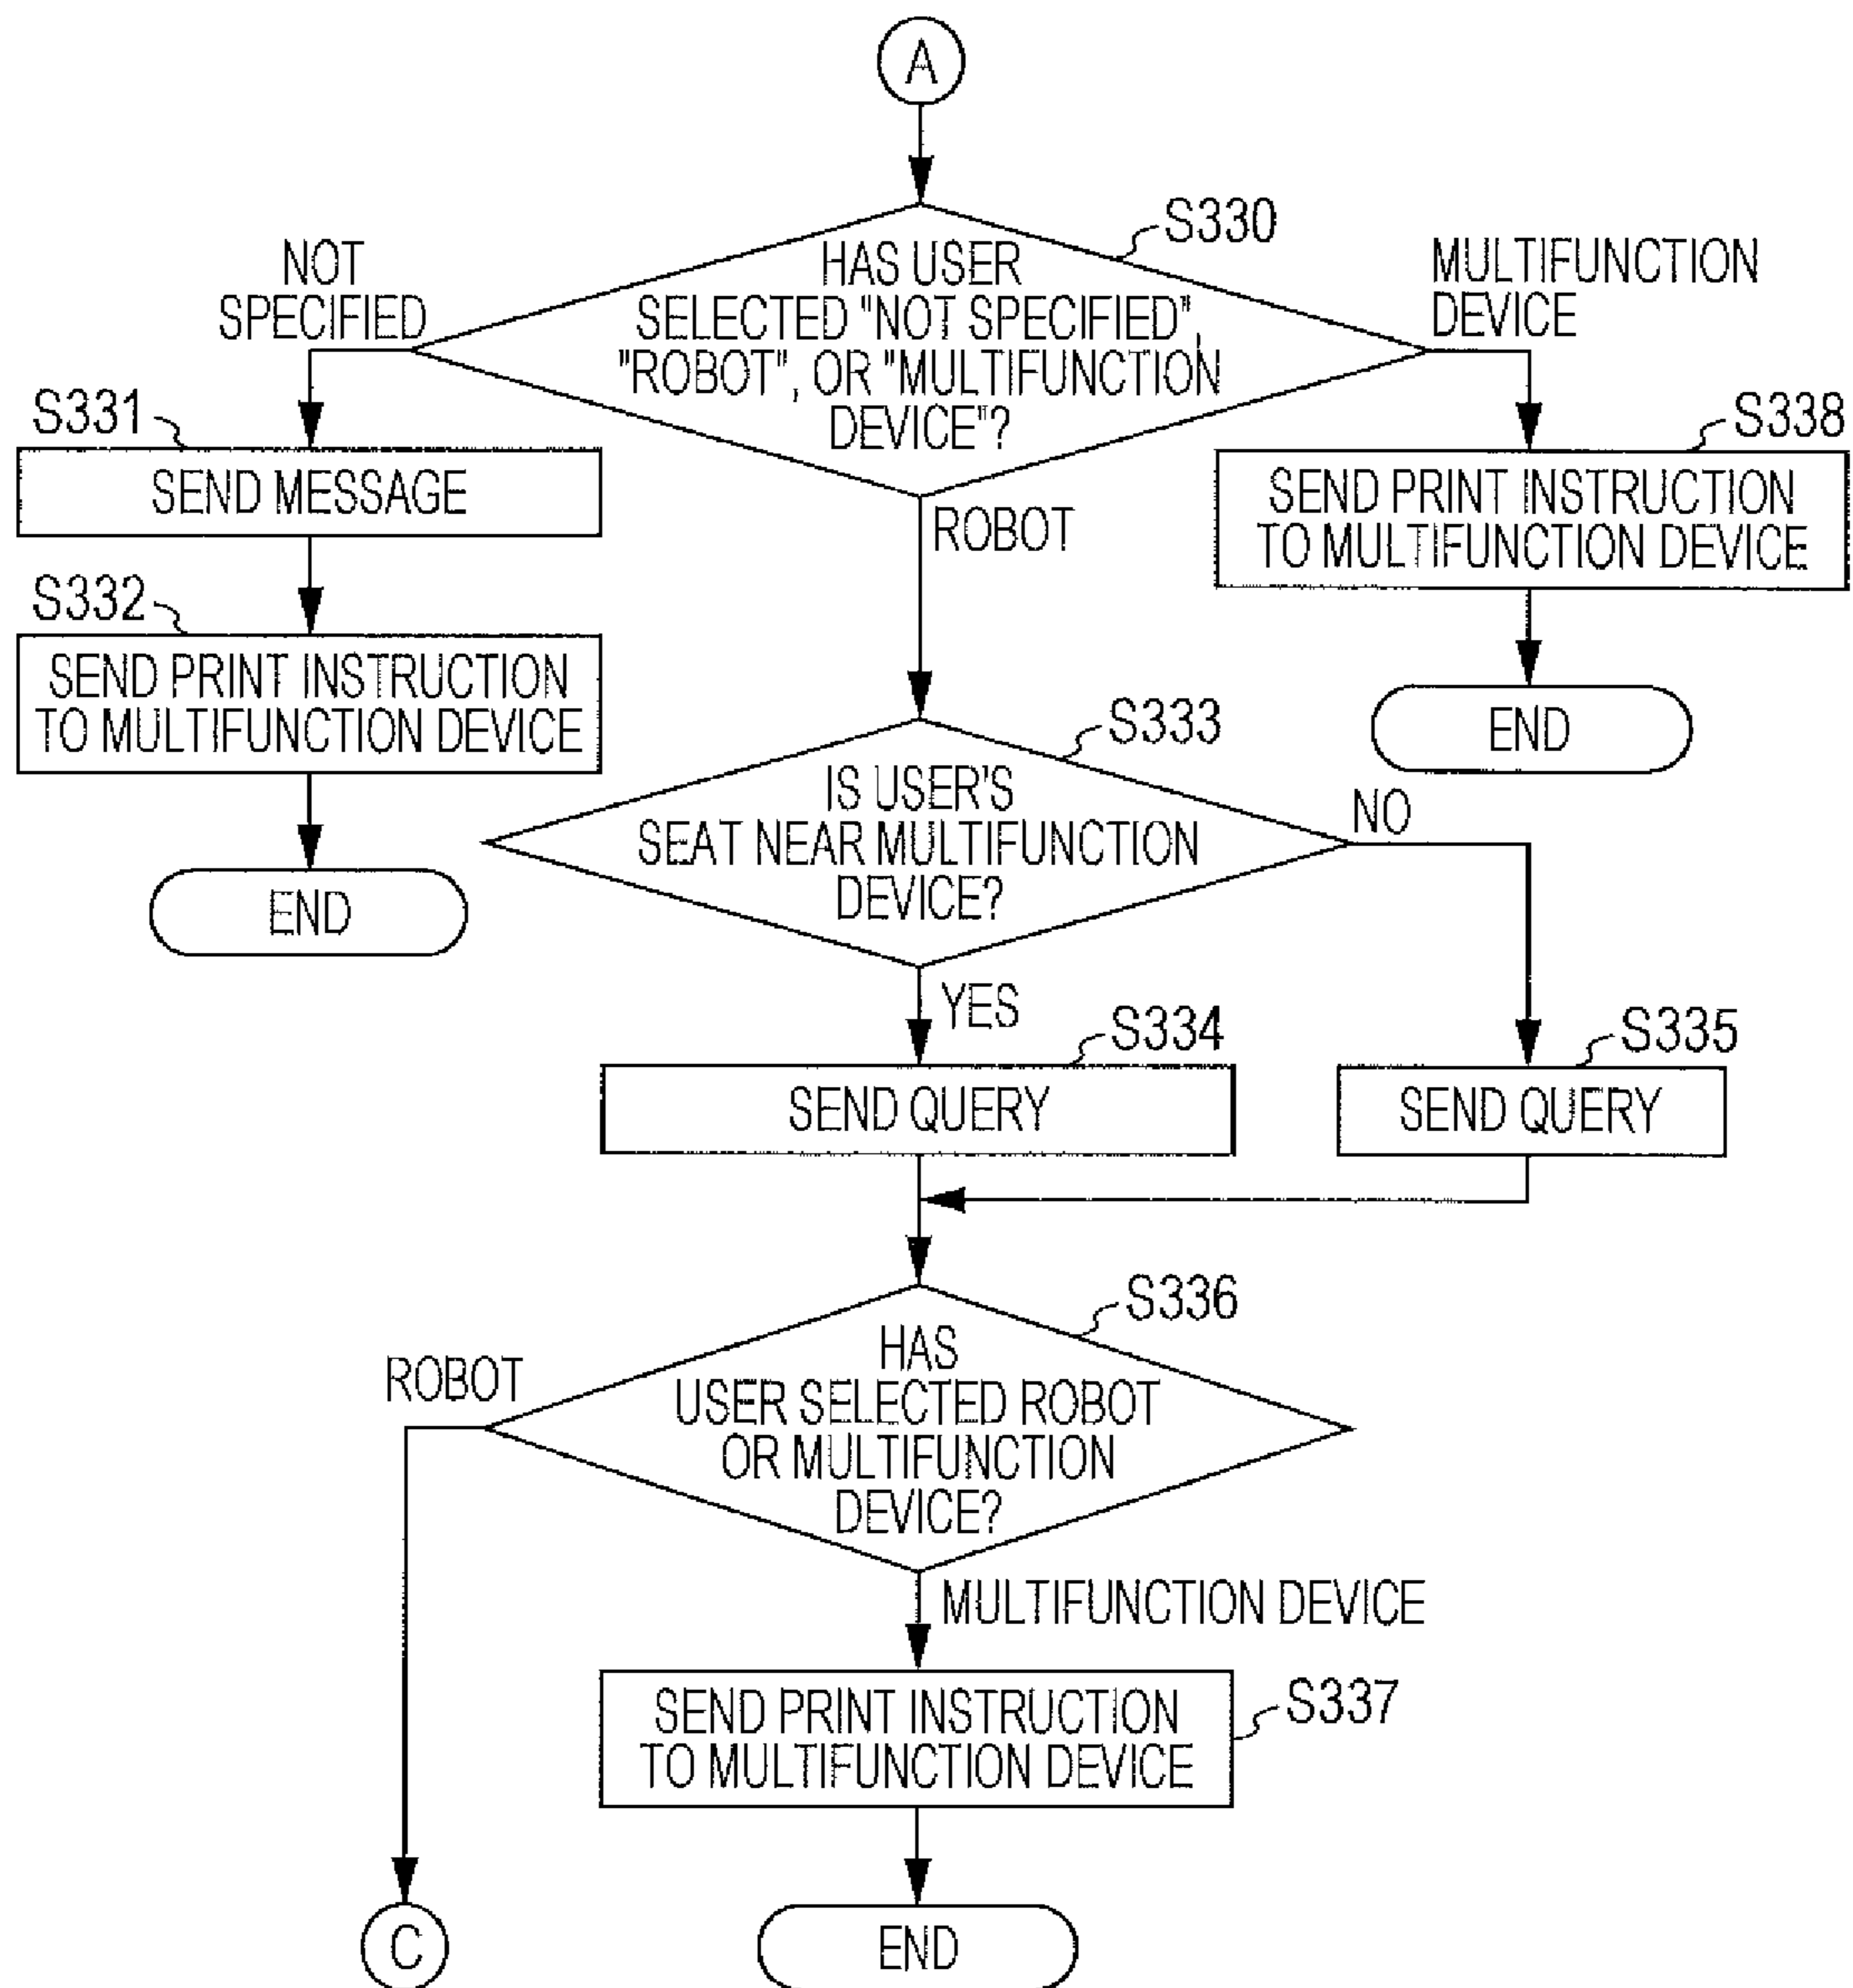 A
S330
HAS USER
SELECTED "NOT SPECIFIED",
"ROBOT", OR "MULTIFUNCTION
DEVICE"?
NOT
SPECIFIED
MULTIFUNCTION
DEVICE
ROBOT
S331
SEND MESSAGE
S332
SEND PRINT INSTRUCTION
TO MULTIFUNCTION DEVICE
END
S338
SEND PRINT INSTRUCTION
TO MULTIFUNCTION DEVICE
END
S333
IS USER'S
SEAT NEAR MULTIFUNCTION
DEVICE?
NO
YES
S334
SEND QUERY
S335
SEND QUERY
S336
HAS
USER SELECTED ROBOT
OR MULTIFUNCTION
DEVICE?
ROBOT
MULTIFUNCTION DEVICE
S337
SEND PRINT INSTRUCTION
TO MULTIFUNCTION DEVICE
C
END